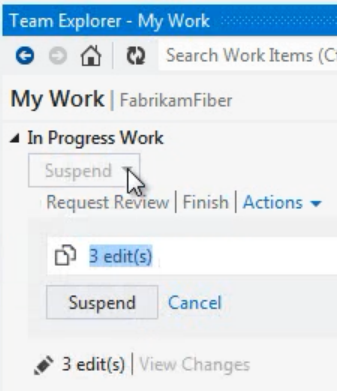 Team Explorer - My Work
Search Work Items (C
My Work | FabrikamFiber
In Progress Work
Suspend
Request Review | Finish | Actions
3 edit(s)
Suspend Cancel
3 edit(s) | View Changes